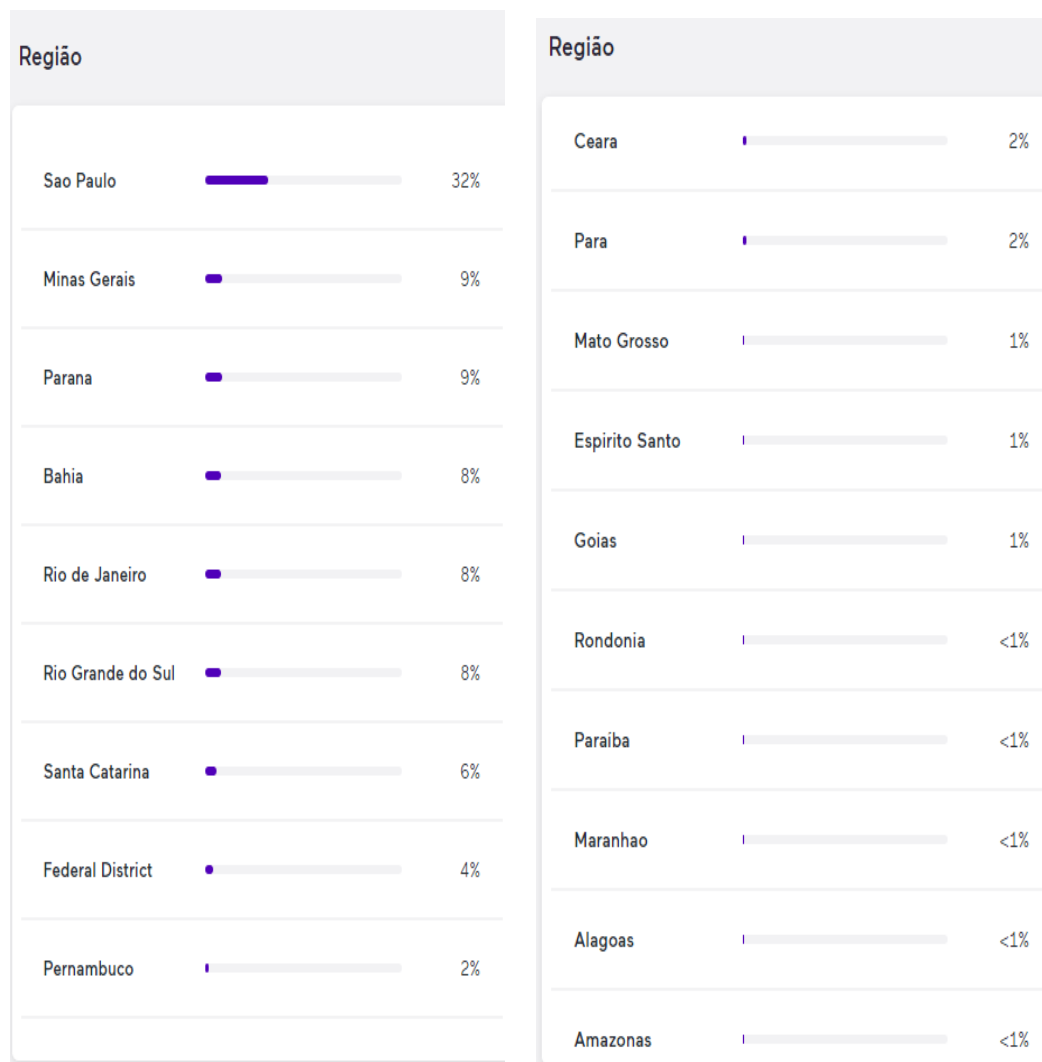 Região
Sao Paulo 32%
Minas Gerais 9%
Parana 9%
Bahia 8%
Rio de Janeiro 8%
Rio Grande do Sul 8%
Santa Catarina 6%
Federal District 4%
Pernambuco 2%
Região
Ceara 2%
Para 2%
Mato Grosso 1%
Espirito Santo 1%
Goias 1%
Rondonia <1%
Paraiba <1%
Maranhao <1%
Alagoas <1%
Amazonas <1%